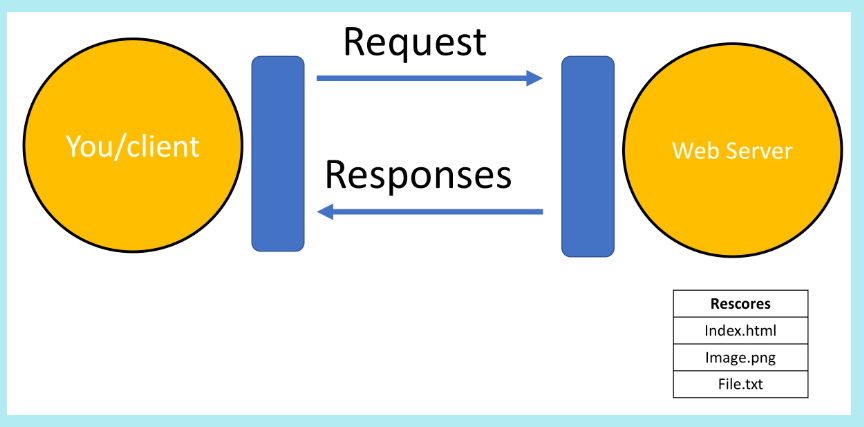 Request
You/client
Web Server
Responses
Rescores
Index.html
Image.png
File.txt